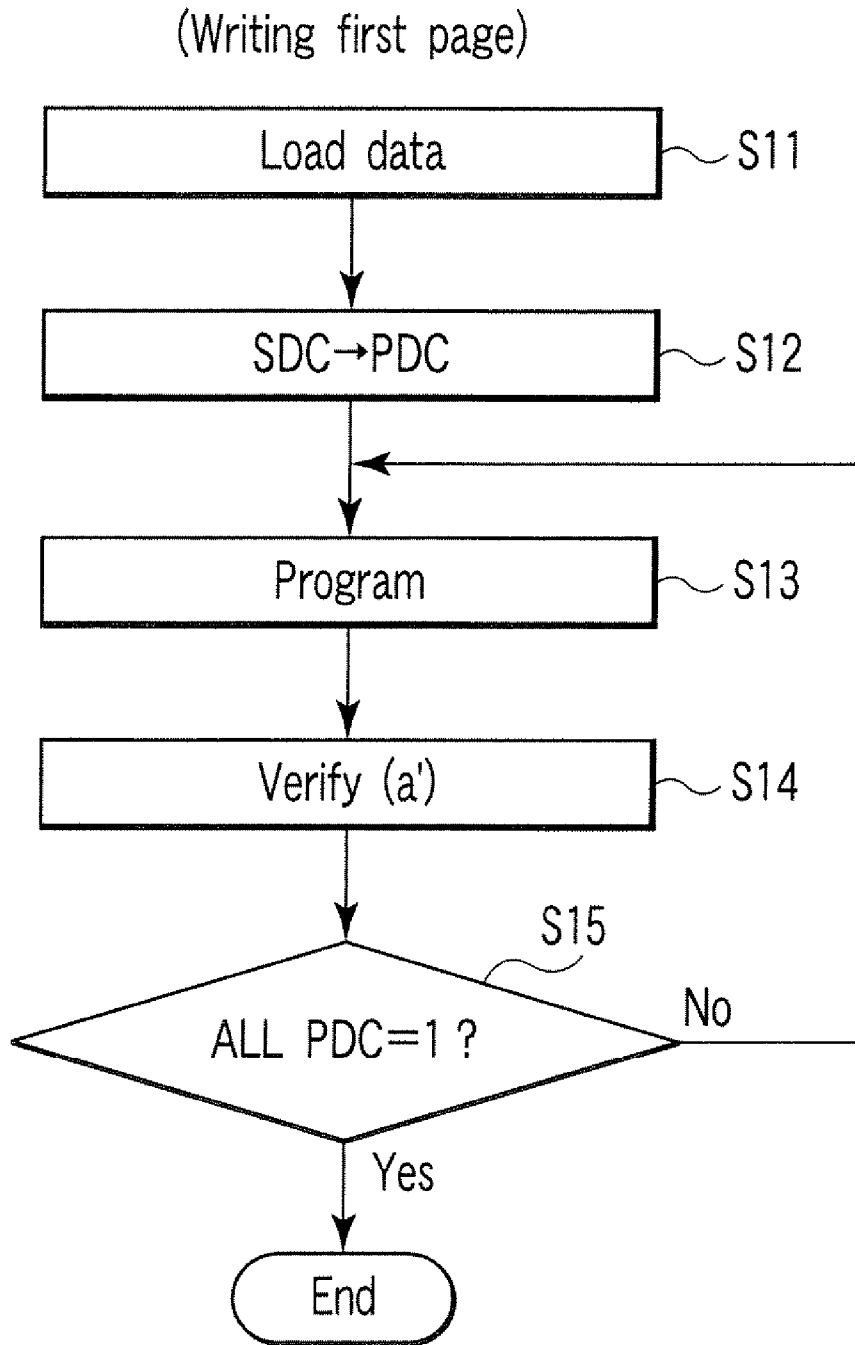 (Writing first page)
Load data
S11
SDC→PDC
S12
Program
S13
Verify (a')
S14
S15
ALL PDC=1 ?
No
Yes
End